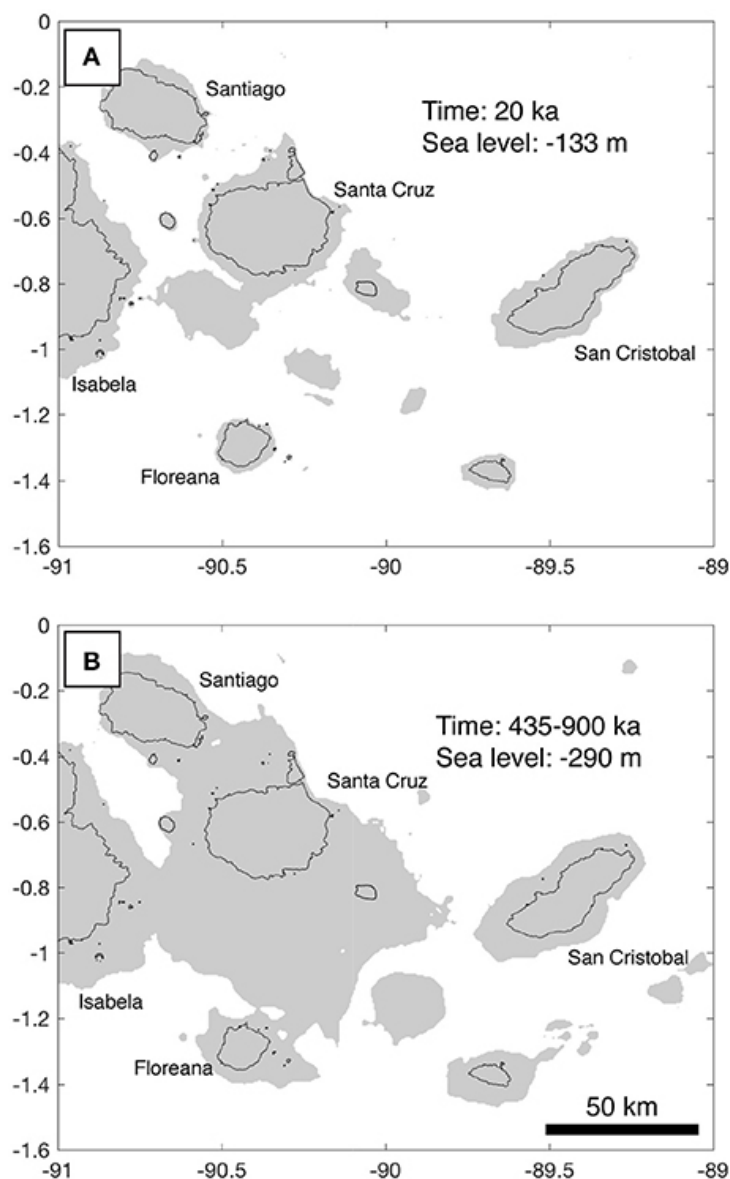 A
0
-0.2
-0.4
-0.6
-0.8
-1
-1.2
-1.4
-1.6
Santiago
Time: 20 ka
Sea level: -133 m
Santa Cruz
San Cristobal
Isabela
Floreana
-91
-90.5
-90
-89.5
-89
B
0
-0.2
-0.4
-0.6
-0.8
-1
-1.2
-1.4
-1.6
Santiago
Time: 435-900 ka
Sea level: -290 m
Santa Cruz
San Cristobal
Isabela
Floreana
50 km
-91
-90.5
-90
-89.5
-89